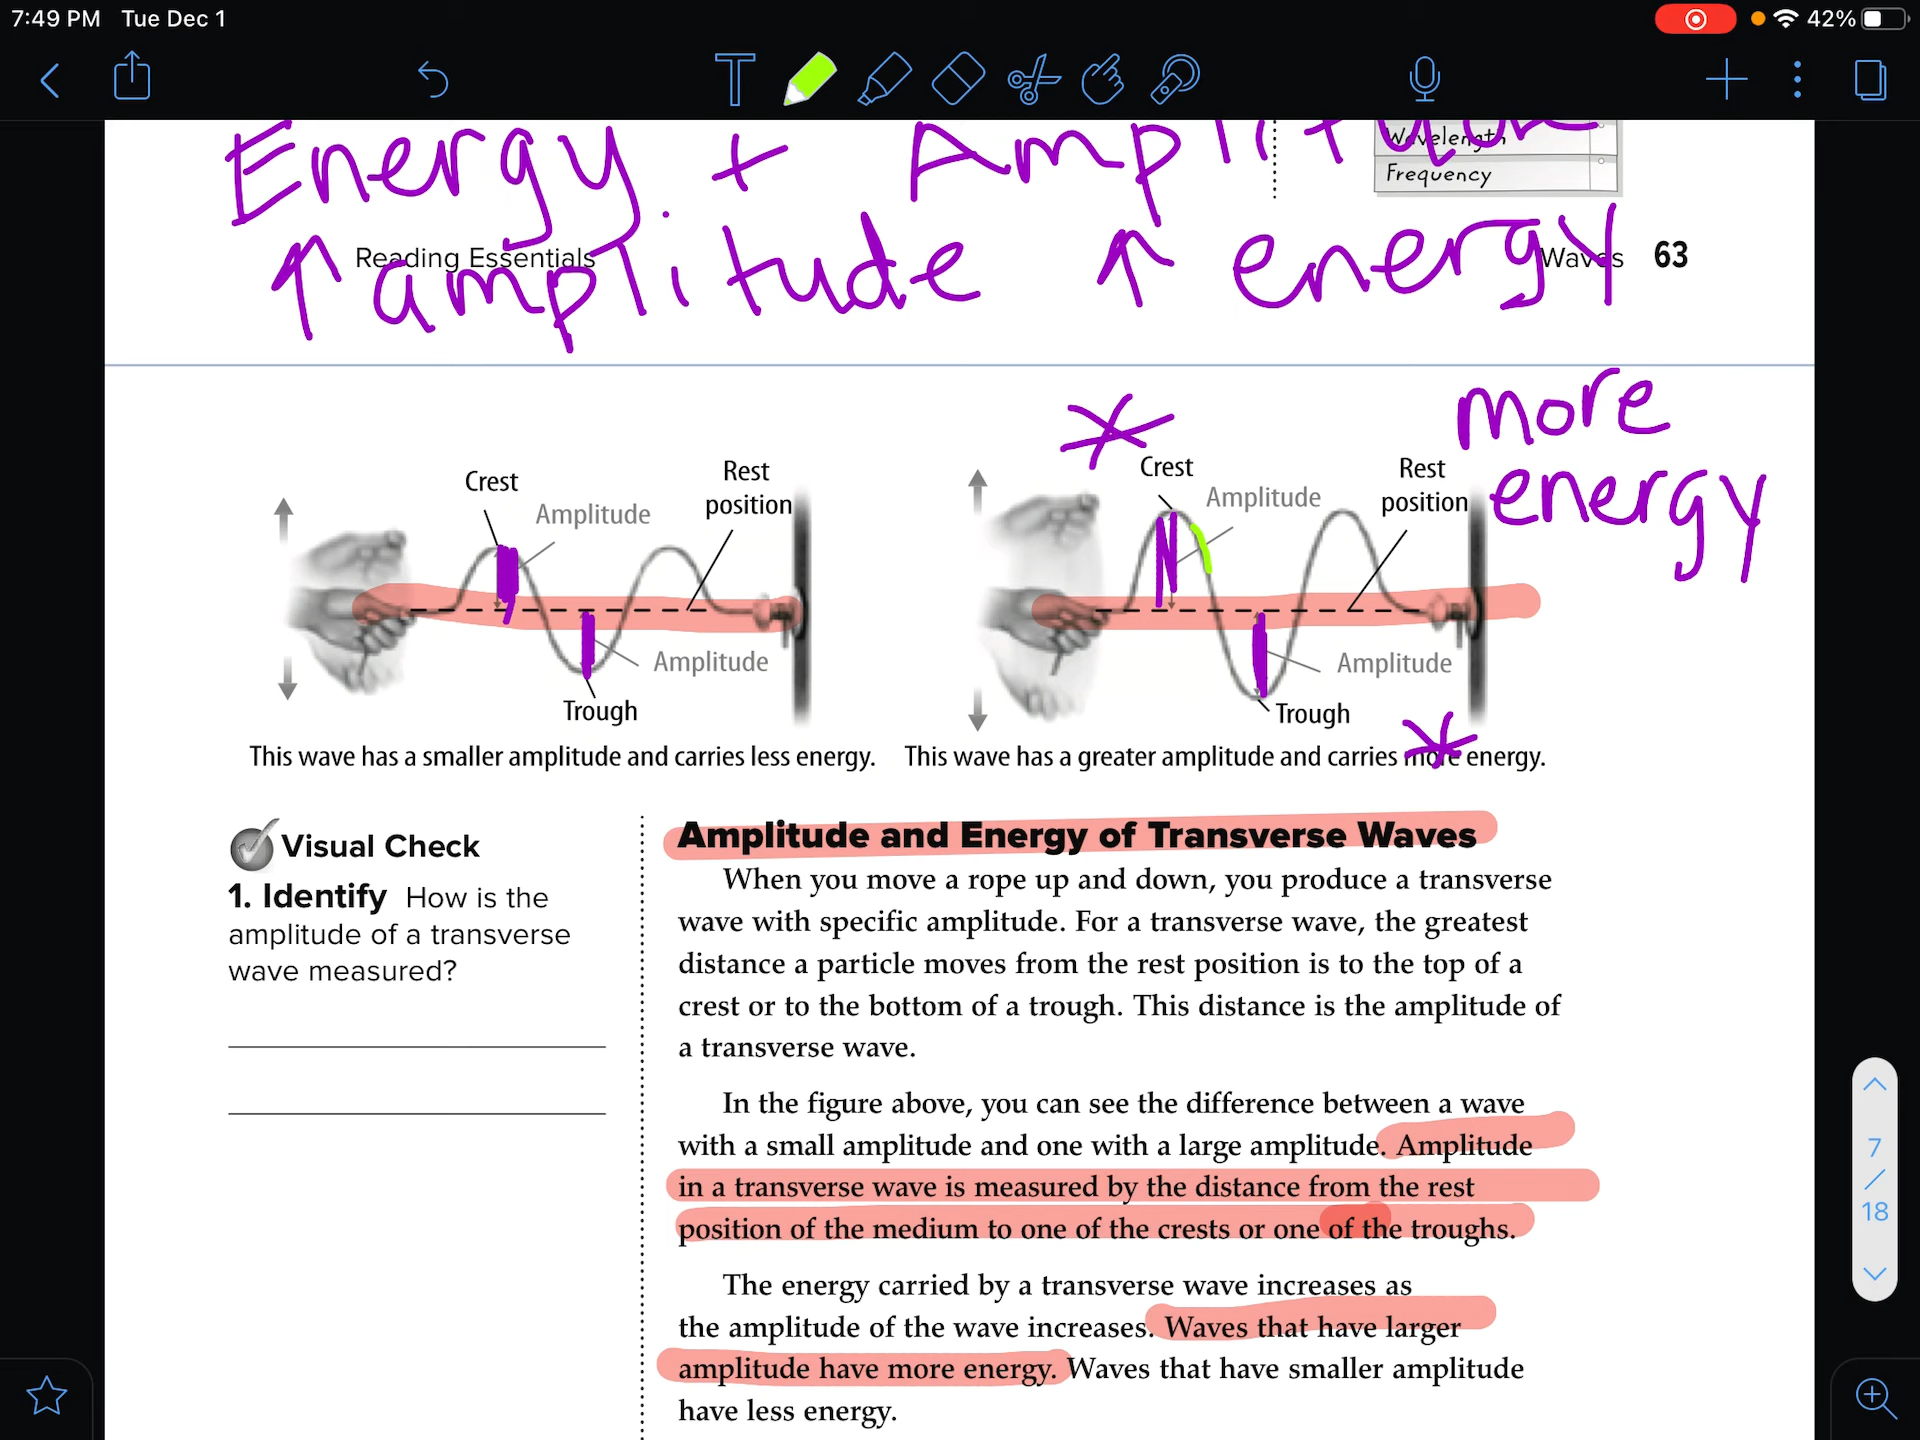 7:49 PM Tue Dec 1
42%
Energy + Amplitude
Wavelength
Frequency
Reading Essentials
Waves 63
↑ amplitude ↑ energy
more
energy
Crest
Amplitude
Rest
position
Amplitude
Trough
This wave has a smaller amplitude and carries less energy.
Crest
Amplitude
Rest
position
Amplitude
Trough
This wave has a greater amplitude and carries more energy.
Visual Check
1. Identify How is the
amplitude of a transverse
wave measured?
Amplitude and Energy of Transverse Waves
When you move a rope up and down, you produce a transverse
wave with specific amplitude. For a transverse wave, the greatest
distance a particle moves from the rest position is to the top of a
crest or to the bottom of a trough. This distance is the amplitude of
a transverse wave.
In the figure above, you can see the difference between a wave
with a small amplitude and one with a large amplitude. Amplitude
in a transverse wave is measured by the distance from the rest
position of the medium to one of the crests or one of the troughs.
The energy carried by a transverse wave increases as
the amplitude of the wave increases. Waves that have larger
amplitude have more energy. Waves that have smaller amplitude
have less energy.
7
/
18